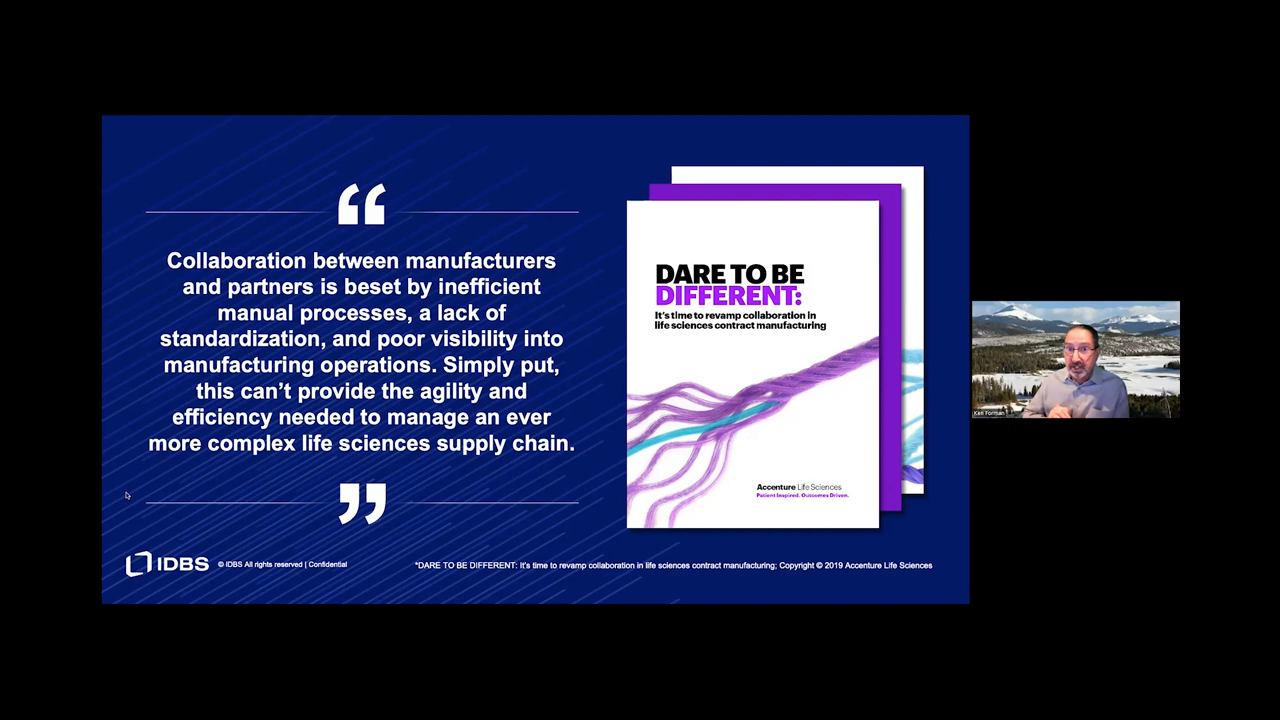 “
Collaboration between manufacturers
and partners is beset by inefficient
manual processes, a lack of
standardization, and poor visibility into
manufacturing operations. Simply put,
this can’t provide the agility and
efficiency needed to manage an ever
more complex life sciences supply chain.
”
DARE TO BE
DIFFERENT:
It’s time to revamp collaboration in
life sciences contract manufacturing
Accenture Life Sciences
Patient Inspired. Outcomes Driven.
IDBS
© IDBS All rights reserved | Confidential
*DARE TO BE DIFFERENT: It’s time to revamp collaboration in life sciences contract manufacturing; Copyright © 2019 Accenture Life Sciences
Ken Forman